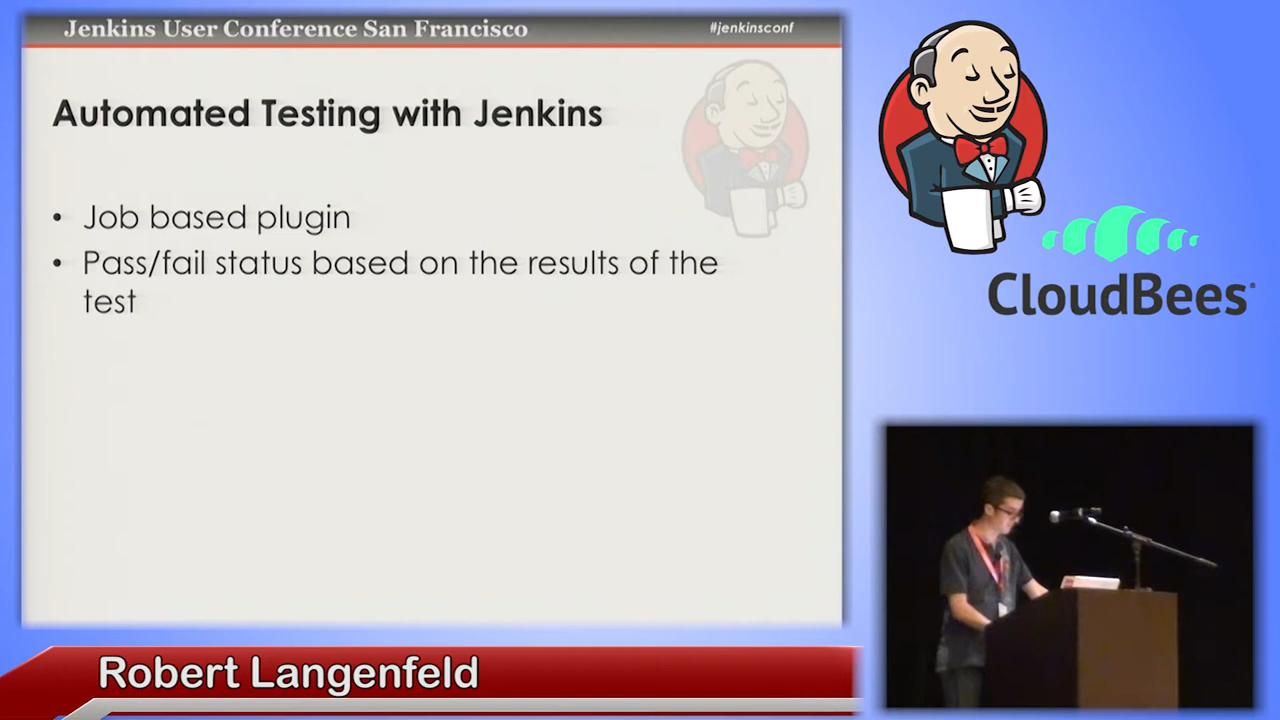 Jenkins User Conference San Francisco
#jenkinsconf
Automated Testing with Jenkins
• Job based plugin
• Pass/fail status based on the results of the
test
CloudBees
Robert Langenfeld